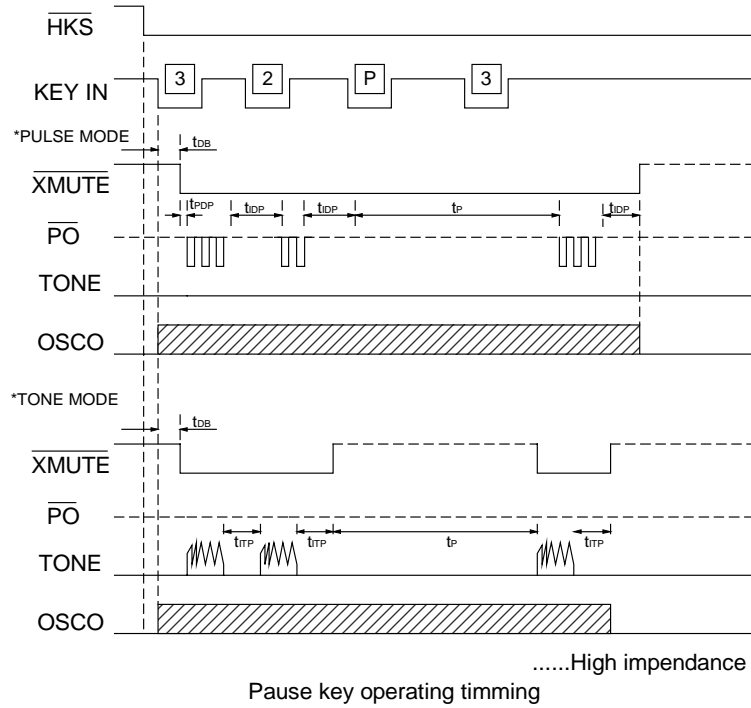 HKS
KEY IN
3 2 P 3
*PULSE MODE
tDB
XMUTE
tPDP tIDP tIDP tP tIDP
PO
TONE
OSCO
*TONE MODE
tDB
XMUTE
PO
tITP tITP tP tITP
TONE
OSCO
......High impendance
Pause key operating timming